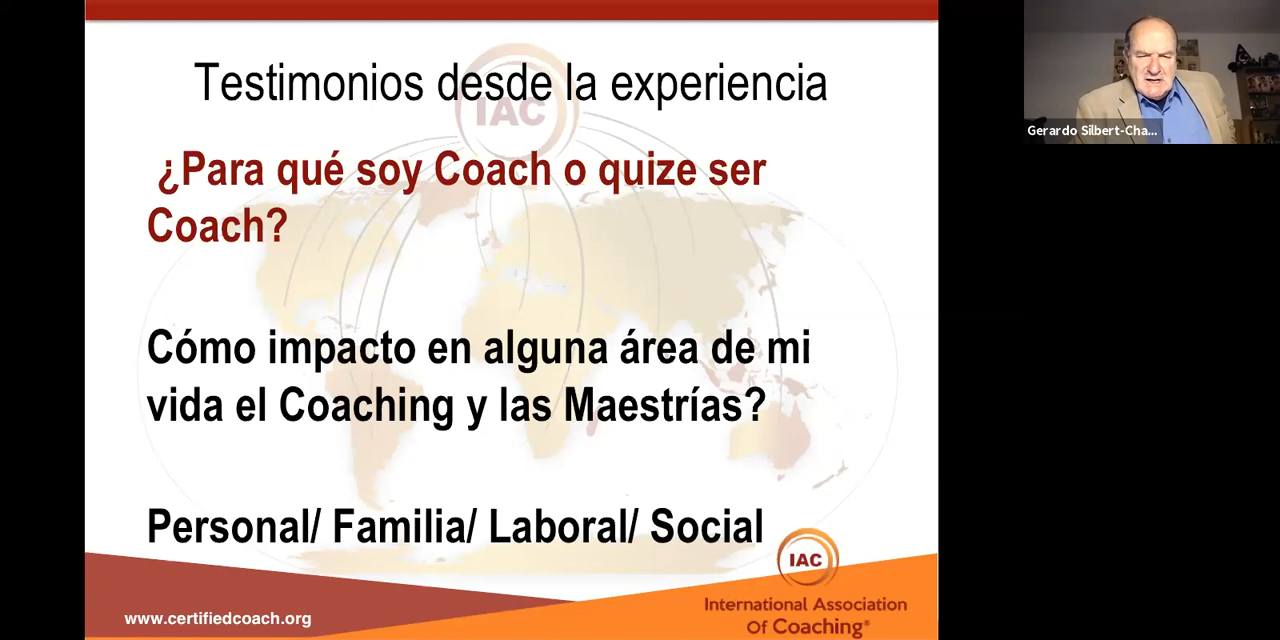 Testimonios desde la experiencia
IAC
¿Para qué soy Coach o quize ser
Coach?
Cómo impacto en alguna área de mi
vida el Coaching y las Maestrías?
Personal/ Familia/ Laboral/ Social
IAC
www.certifiedcoach.org
International Association
Of Coaching®
Gerardo Silbert-Cha...